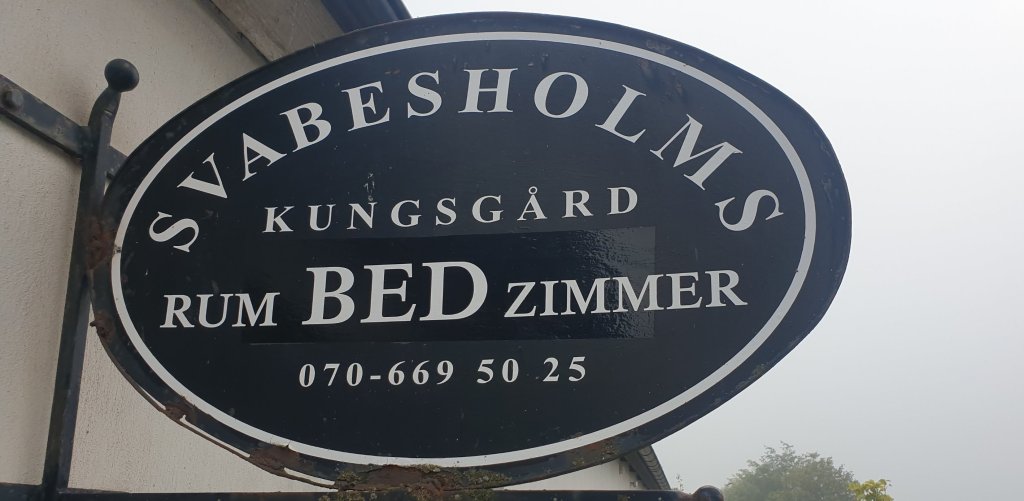 SVABESHOLMS
KUNGSGÅRD
RUM BED ZIMMER
070-669 50 25